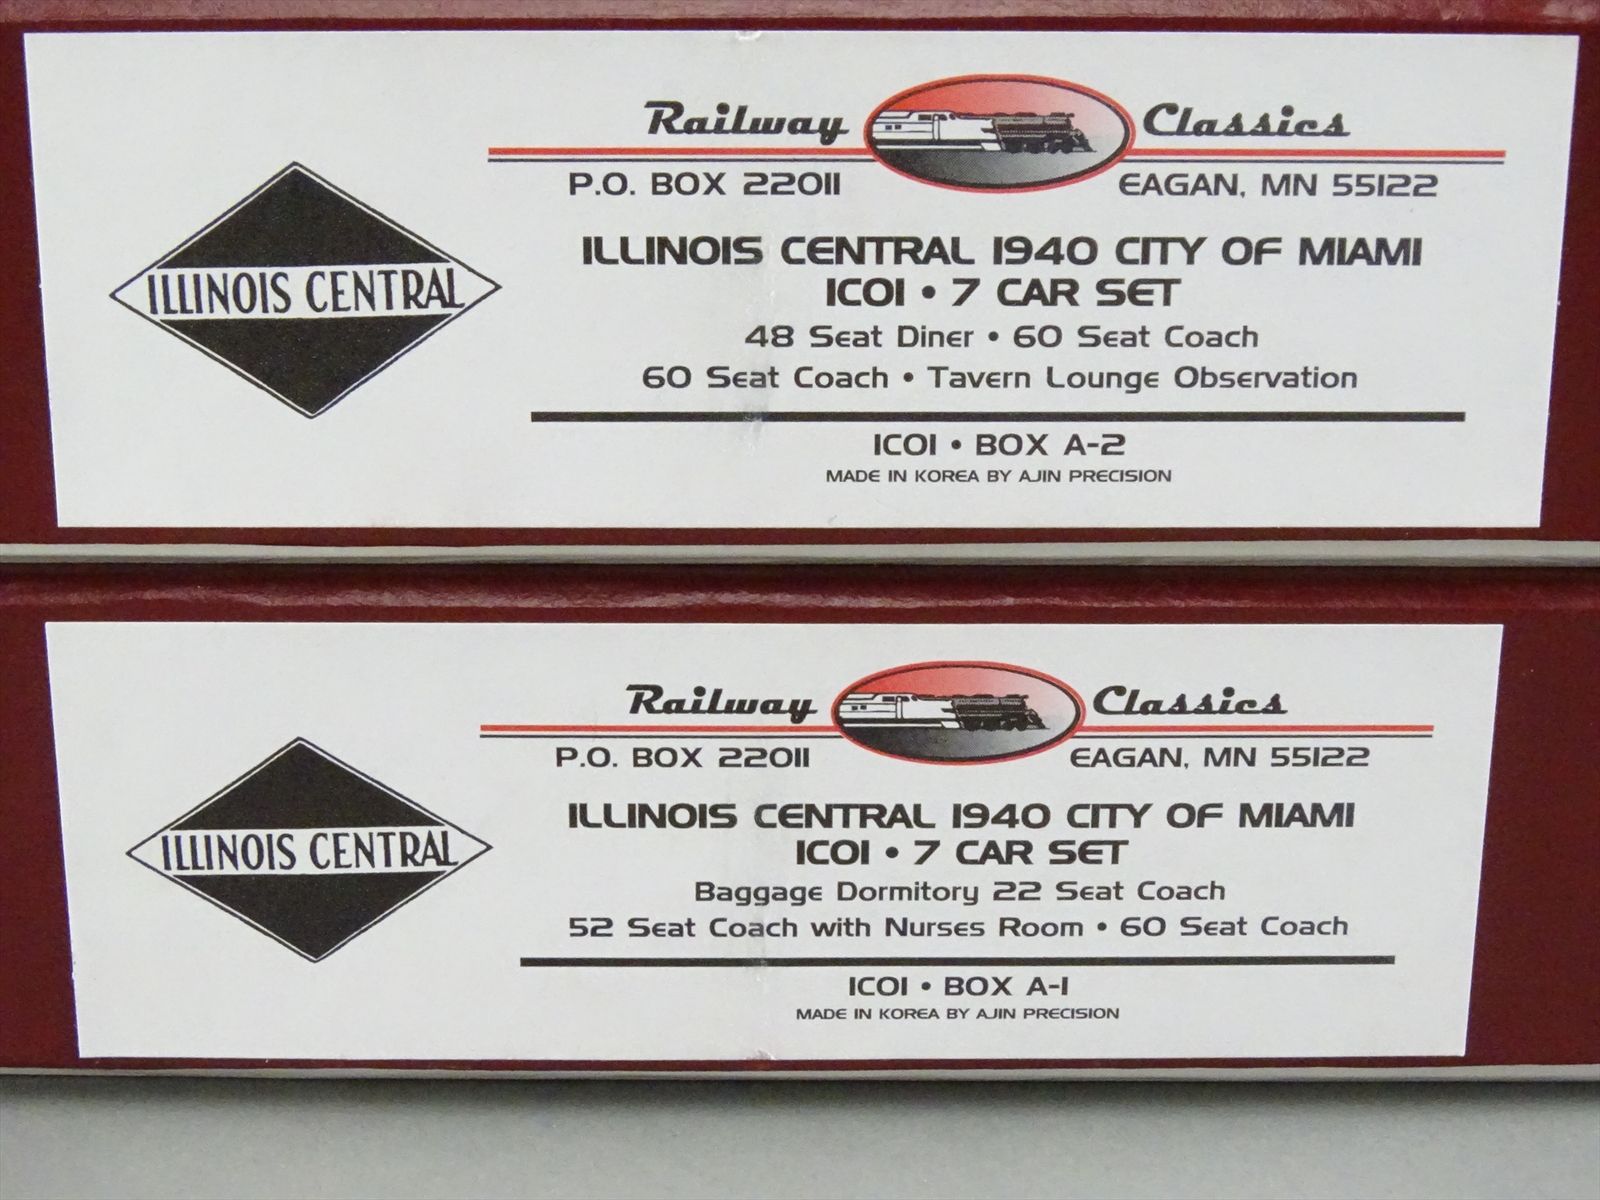 Railway Classics
P.O. BOX 22011 EAGAN, MN 55122
ILLINOIS CENTRAL
ILLINOIS CENTRAL 1940 CITY OF MIAMI
IC01 • 7 CAR SET
48 Seat Diner • 60 Seat Coach
60 Seat Coach • Tavern Lounge Observation
IC01 • BOX A-2
MADE IN KOREA BY AJIN PRECISION
Railway Classics
P.O. BOX 22011 EAGAN, MN 55122
ILLINOIS CENTRAL
ILLINOIS CENTRAL 1940 CITY OF MIAMI
IC01 • 7 CAR SET
Baggage Dormitory 22 Seat Coach
52 Seat Coach with Nurses Room • 60 Seat Coach
IC01 • BOX A-1
MADE IN KOREA BY AJIN PRECISION